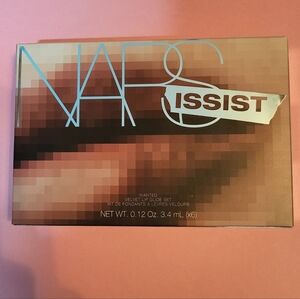 NARS
ISSIST
WANTED
VELVET LIP GLIDE SET
KIT DE FONDANTS À LÈVRES VELOURS
NET WT. 0.12 Oz. 3.4 mL (x6)